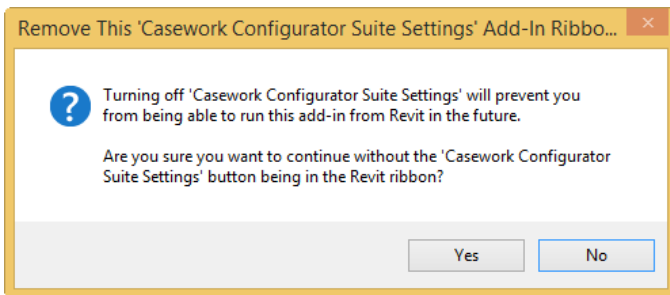 Remove This 'Casework Configurator Suite Settings' Add-In Ribbo...
Turning off 'Casework Configurator Suite Settings' will prevent you
from being able to run this add-in from Revit in the future.
Are you sure you want to continue without the 'Casework Configurator
Suite Settings' button being in the Revit ribbon?
Yes No